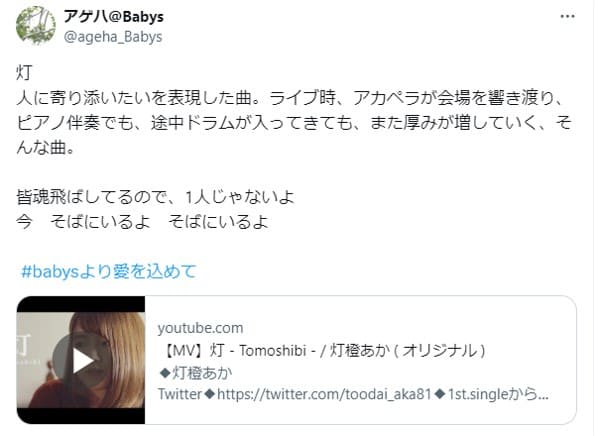 アゲハ@Babys
@ageha_Babys
灯
人に寄り添いたいを表現した曲。ライブ時、アカペラが会場を響き渡り、
ピアノ伴奏でも、途中ドラムが入ってきても、また厚みが増していく、そ
んな曲。
皆魂飛ばしてるので、1人じゃないよ
今　そばにいるよ　そばにいるよ
#babysより愛を込めて
灯
youtube.com
【MV】灯 - Tomoshibi - / 灯橙あか ( オリジナル )
◆灯橙あか
Twitter◆https://twitter.com/toodai_aka81◆1st.singleから...